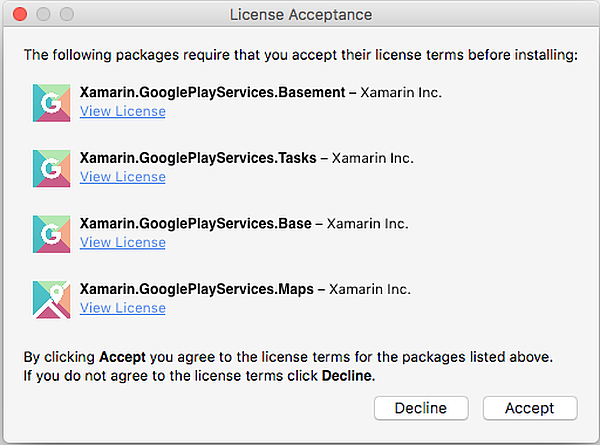 License Acceptance
The following packages require that you accept their license terms before installing:
Xamarin.GooglePlayServices.Basement – Xamarin Inc.
View License
Xamarin.GooglePlayServices.Tasks – Xamarin Inc.
View License
Xamarin.GooglePlayServices.Base – Xamarin Inc.
View License
Xamarin.GooglePlayServices.Maps – Xamarin Inc.
View License
By clicking Accept you agree to the license terms for the packages listed above.
If you do not agree to the license terms click Decline.
Decline Accept